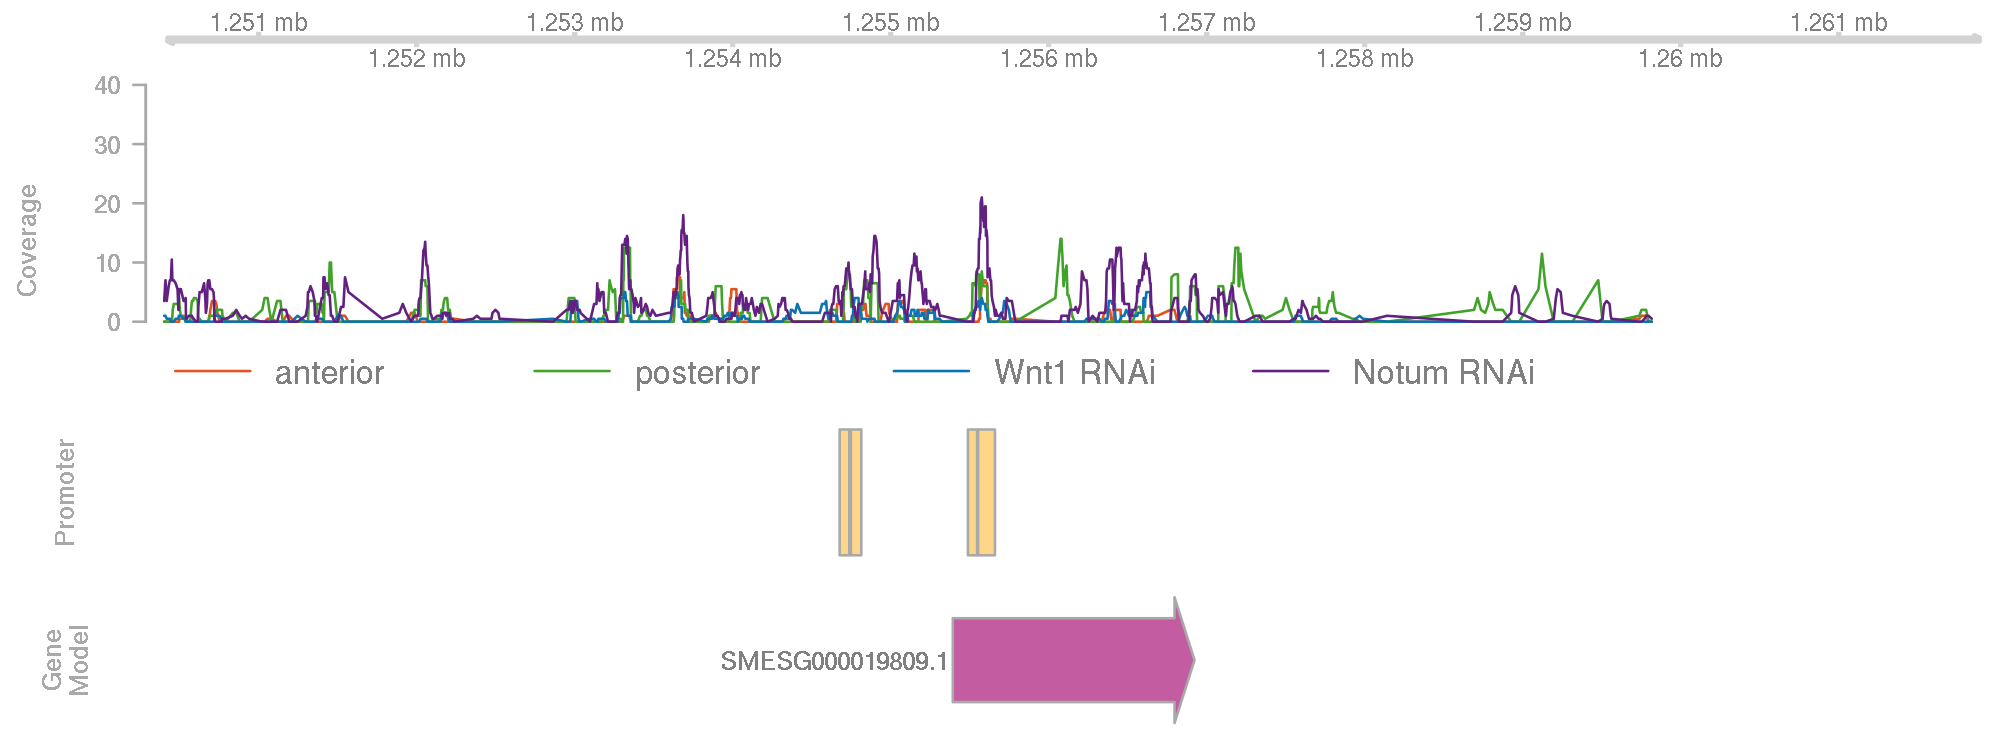 1.251 mb 1.253 mb 1.255 mb 1.257 mb 1.259 mb 1.261 mb
1.252 mb 1.254 mb 1.256 mb 1.258 mb 1.26 mb
40
30
20
10
0
Coverage
anterior posterior Wnt1 RNAi Notum RNAi
Promoter
Gene
Model
SMESG000019809.1